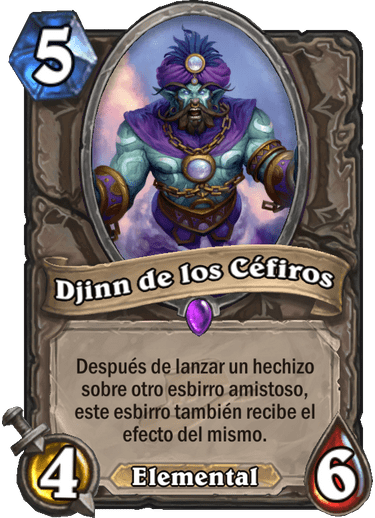 5
Djinn de los Céfiros
Después de lanzar un hechizo
sobre otro esbirro amistoso,
este esbirro también recibe el
efecto del mismo.
4
Elemental
6